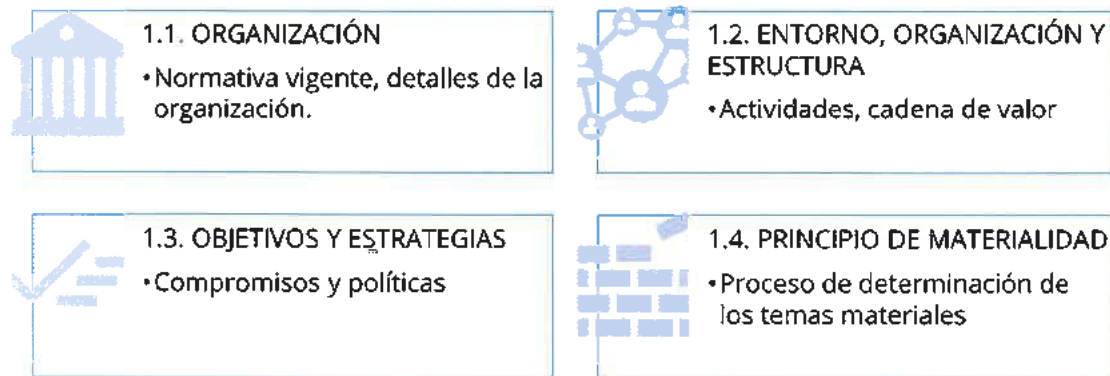 1.1. ORGANIZACIÓN
•Normativa vigente, detalles de la
organización.
1.2. ENTORNO, ORGANIZACIÓN Y
ESTRUCTURA
•Actividades, cadena de valor
1.3. OBJETIVOS Y ESTRATEGIAS
•Compromisos y políticas
1.4. PRINCIPIO DE MATERIALIDAD
•Proceso de determinación de
los temas materiales